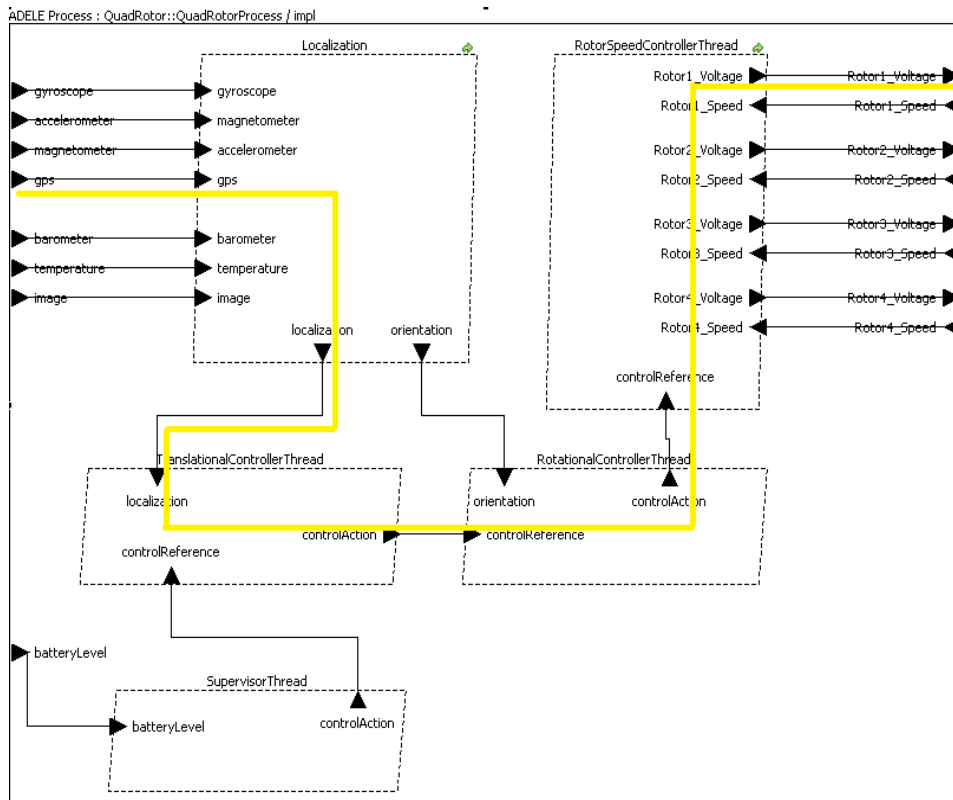 ADELE Process : QuadRotor::QuadRotorProcess / impl
Localization
RotorSpeedControllerThread
gyroscope gyroscope
accelerometer magnetometer
magnetometer accelerometer
gps gps
barometer barometer
temperature temperature
image image
localization orientation
Rotor1_Voltage Rotor1_Voltage
Rotor1_Speed Rotor1_Speed
Rotor2_Voltage Rotor2_Voltage
Rotor2_Speed Rotor2_Speed
Rotor3_Voltage Rotor3_Voltage
Rotor3_Speed Rotor3_Speed
Rotor4_Voltage Rotor4_Voltage
Rotor4_Speed Rotor4_Speed
controlReference
TranslationalControllerThread
localization
controlAction
controlReference
RotationalControllerThread
orientation controlAction
controlReference
batteryLevel
SupervisorThread
batteryLevel controlAction